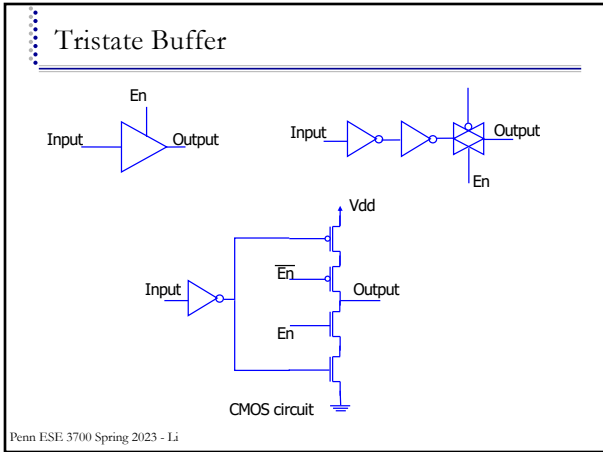 Tristate Buffer
En
Input
Output
Input
Output
En
Vdd
E̅n̅
Input
Output
En
CMOS circuit
Penn ESE 3700 Spring 2023 - Li